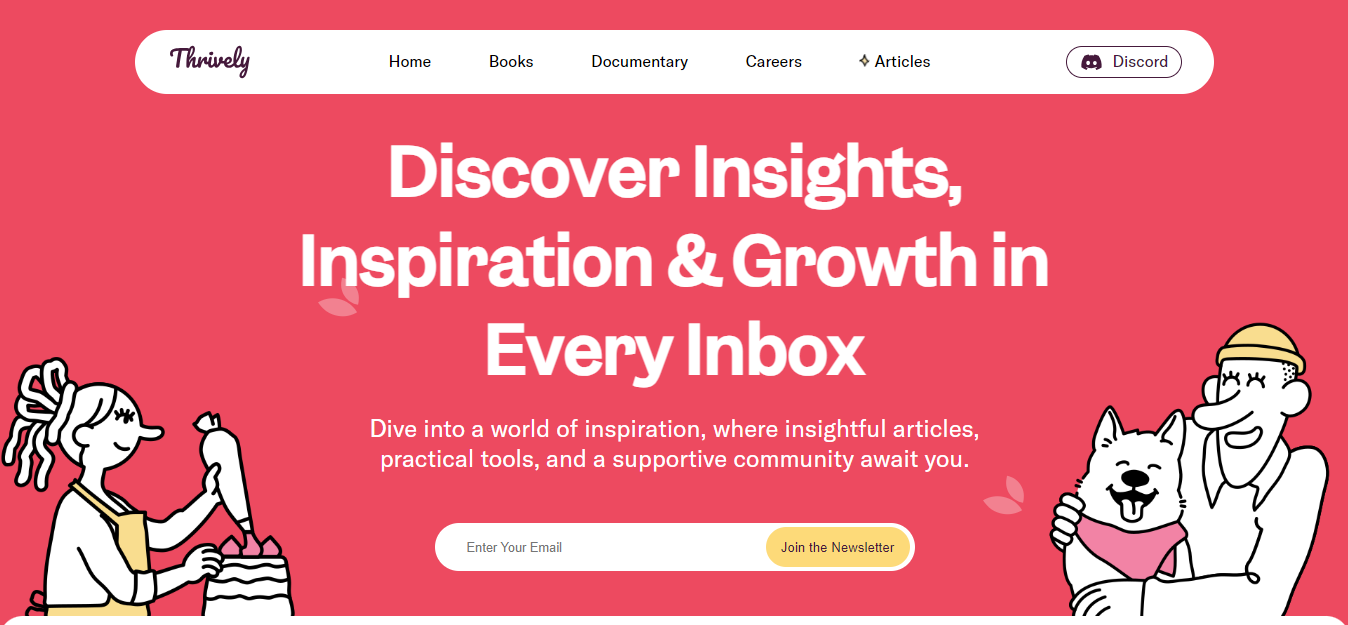 Thrively
Home Books Documentary Careers Articles
Discord
Discover Insights,
Inspiration & Growth in
Every Inbox
Dive into a world of inspiration, where insightful articles,
practical tools, and a supportive community await you.
Enter Your Email
Join the Newsletter